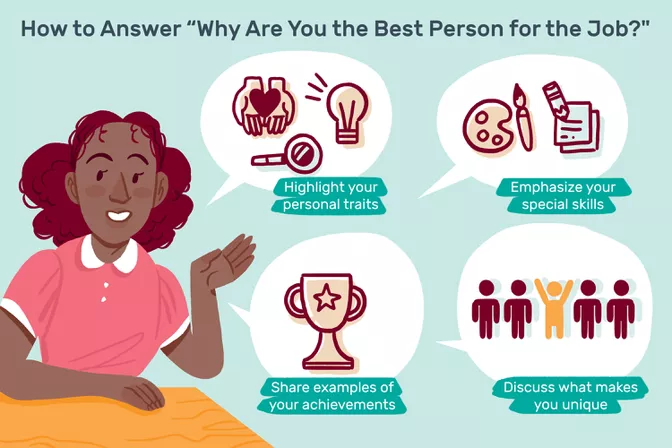 How to Answer “Why Are You the Best Person for the Job?"
Highlight your
personal traits
Emphasize your
special skills
Share examples of
your achievements
Discuss what makes
you unique